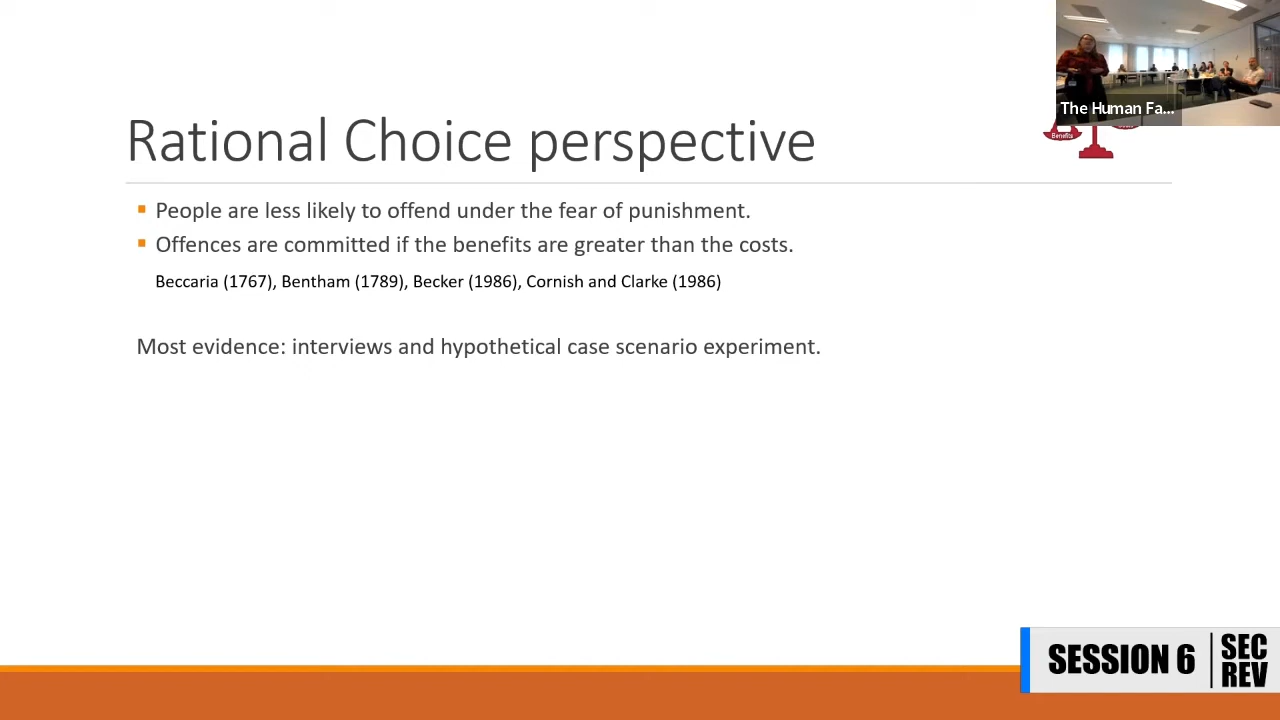 The Human Fa...
Benefits
Rational Choice perspective
▪ People are less likely to offend under the fear of punishment.
▪ Offences are committed if the benefits are greater than the costs.
Beccaria (1767), Bentham (1789), Becker (1986), Cornish and Clarke (1986)
Most evidence: interviews and hypothetical case scenario experiment.
SESSION 6
SEC
REV